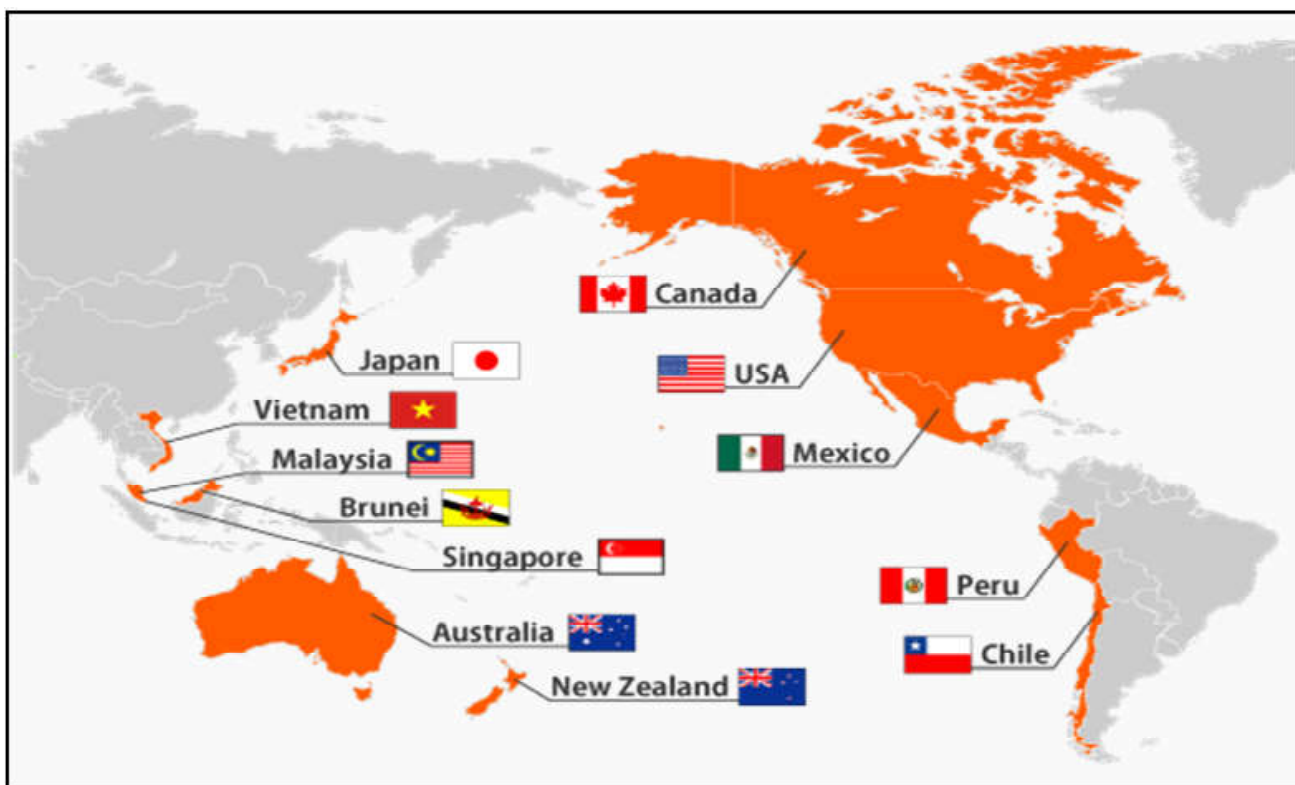 Canada
Japan
USA
Vietnam
Mexico
Malaysia
Brunei
Singapore
Peru
Australia
Chile
New Zealand